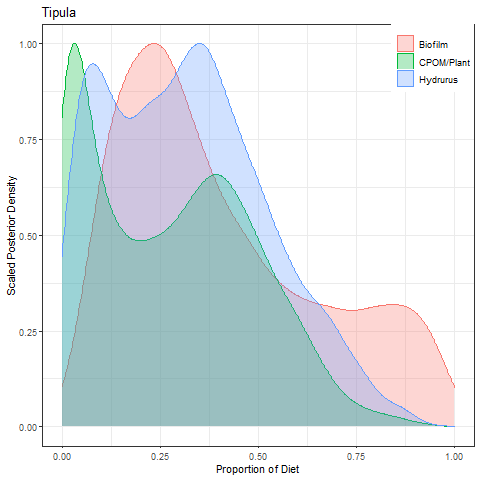 Tipula
Biofilm
CPOM/Plant
Hydrurus
Scaled Posterior Density
1.00
0.75
0.50
0.25
0.00
0.00 0.25 0.50 0.75 1.00
Proportion of Diet